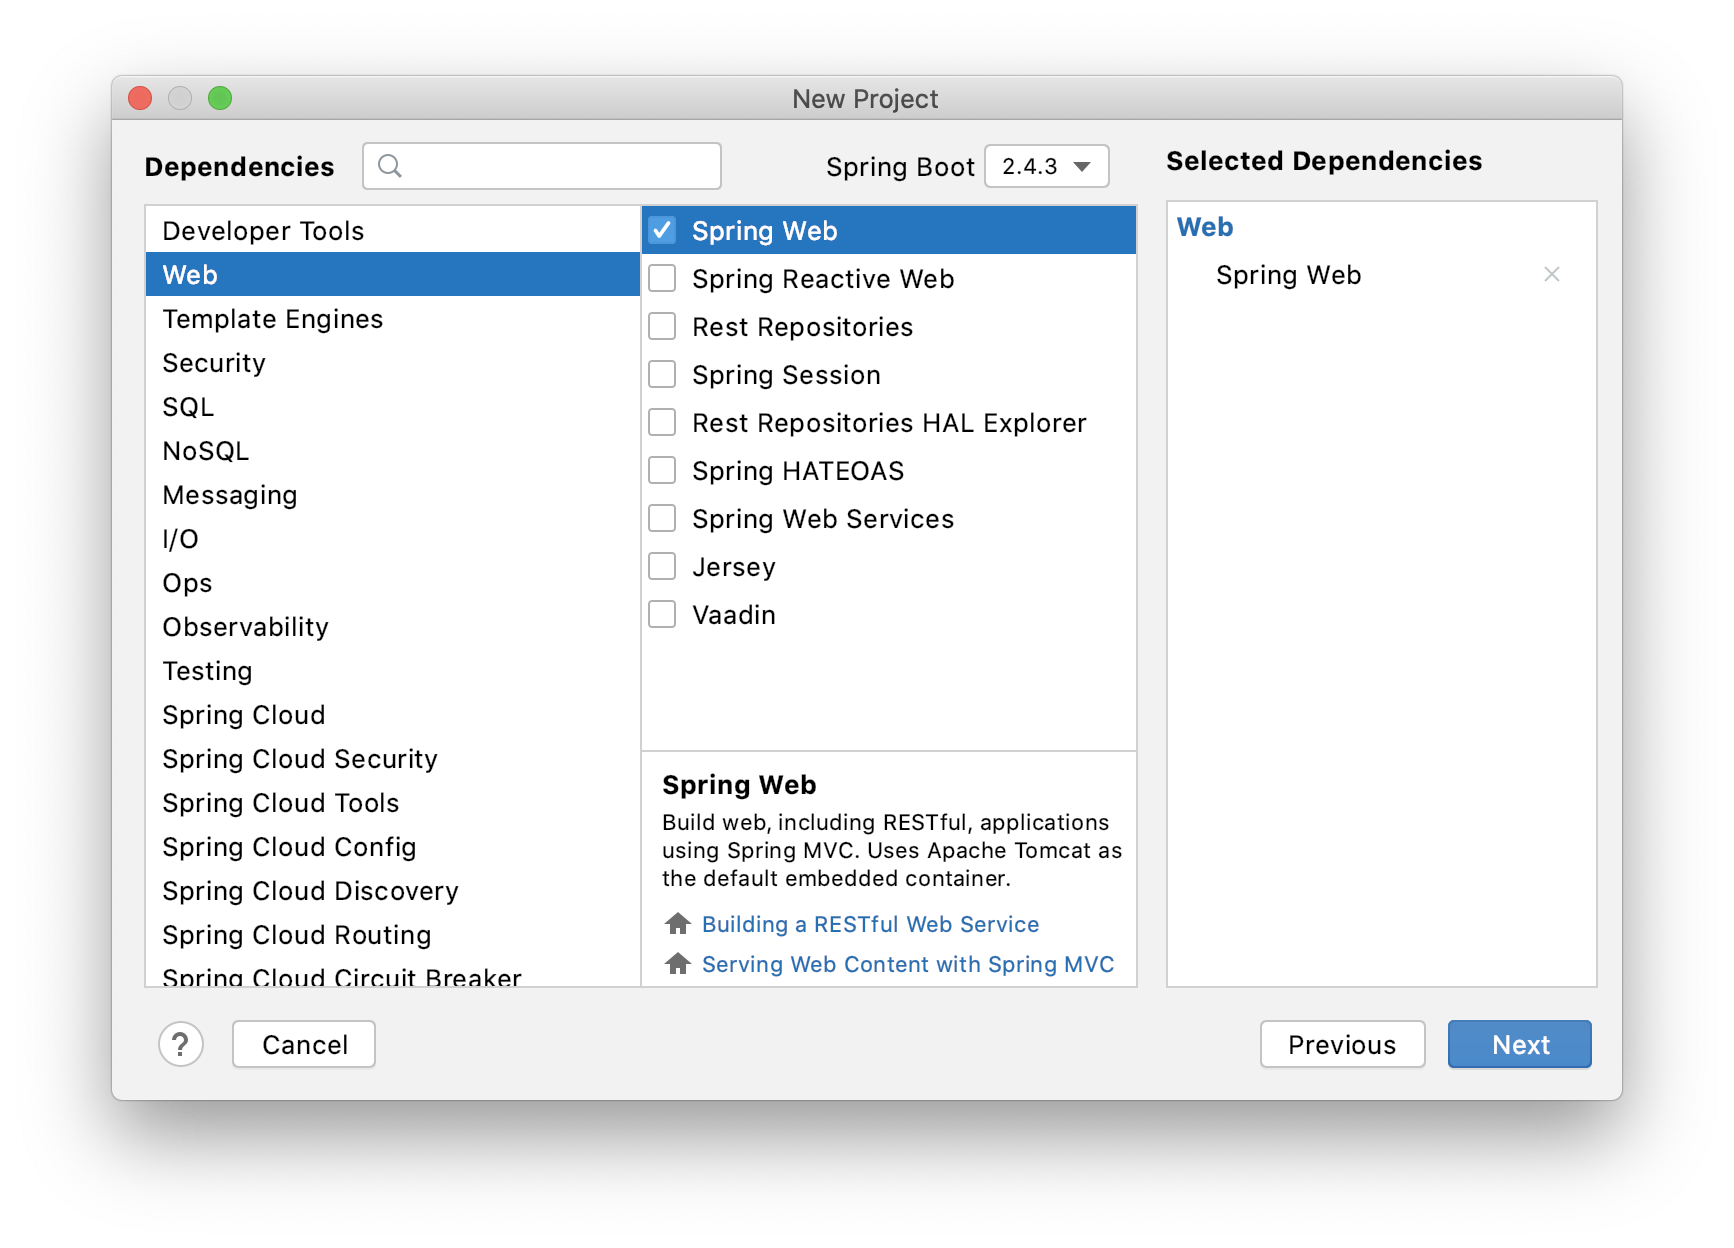 New Project
Dependencies
Spring Boot 2.4.3
Selected Dependencies
Developer Tools
Web
Template Engines
Security
SQL
NoSQL
Messaging
I/O
Ops
Observability
Testing
Spring Cloud
Spring Cloud Security
Spring Cloud Tools
Spring Cloud Config
Spring Cloud Discovery
Spring Cloud Routing
Spring Cloud Circuit Breaker
Spring Web
Spring Reactive Web
Rest Repositories
Spring Session
Rest Repositories HAL Explorer
Spring HATEOAS
Spring Web Services
Jersey
Vaadin
Spring Web
Build web, including RESTful, applications
using Spring MVC. Uses Apache Tomcat as
the default embedded container.
Building a RESTful Web Service
Serving Web Content with Spring MVC
Web
Spring Web
?
Cancel
Previous
Next